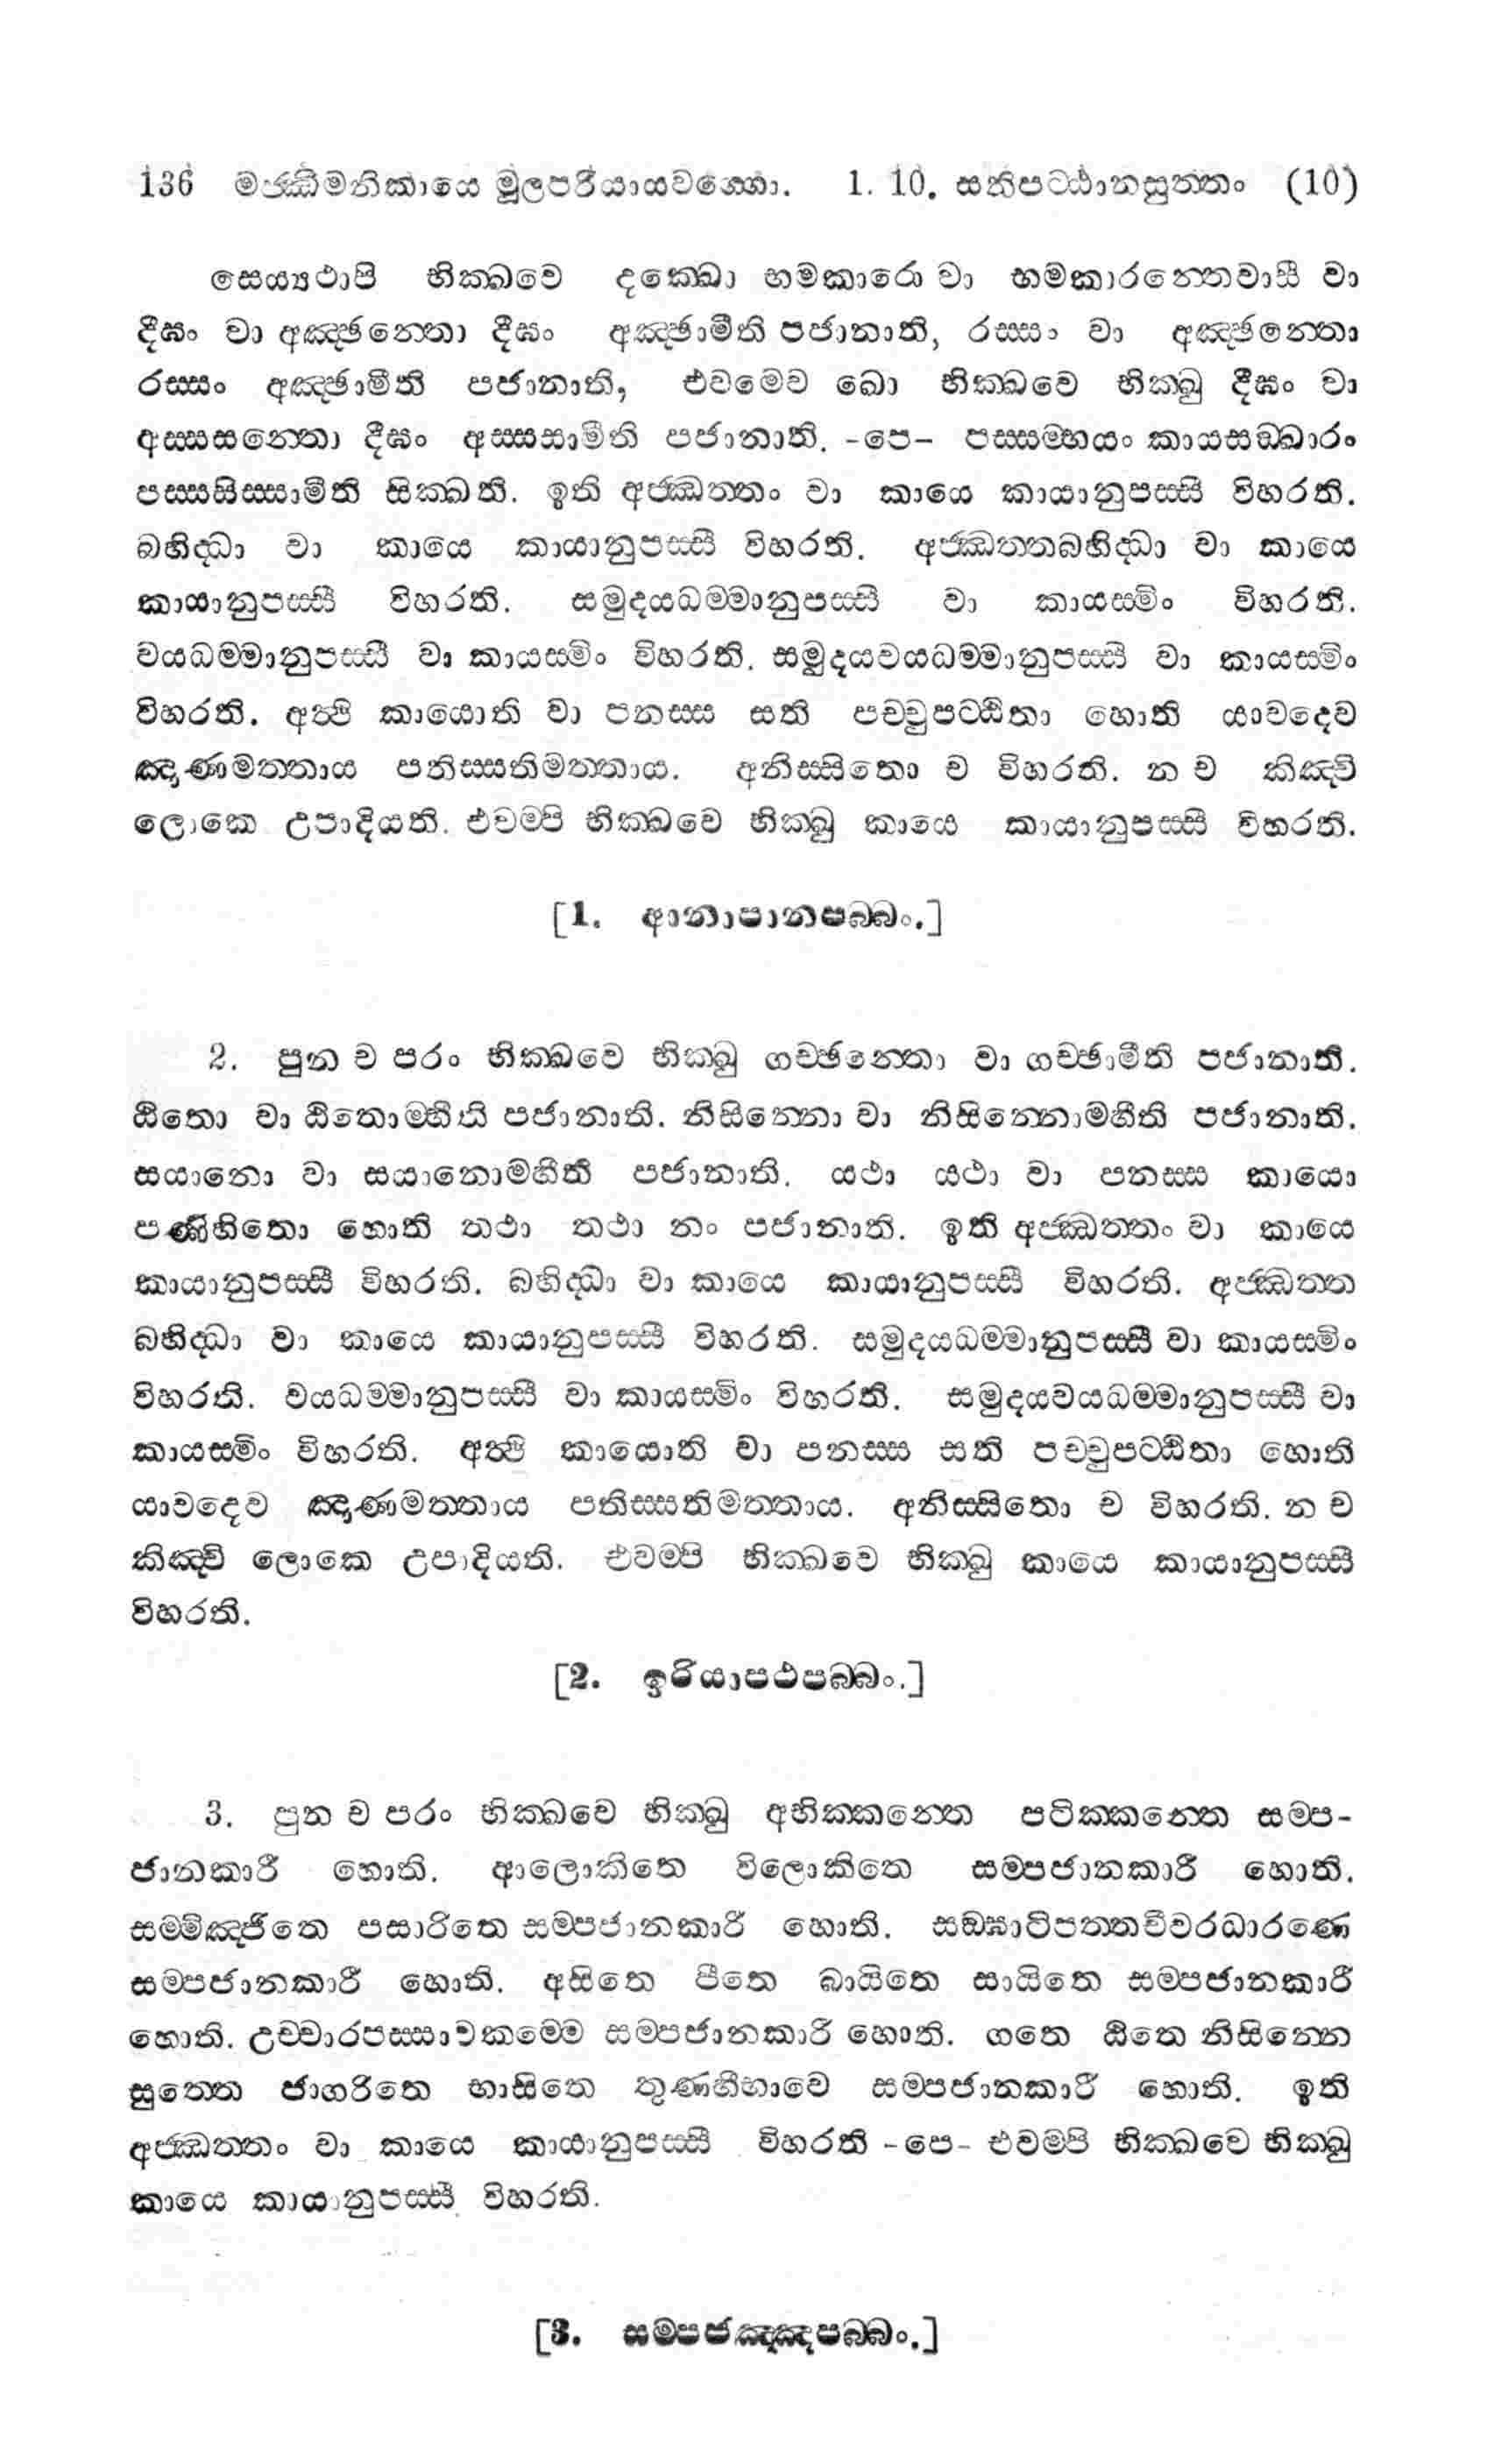 136 මජ්ඣිමනිකායෙ මූලපරියායවග්ගො. 1. 10. සතිපට්ඨානසුත්තං (10)
සෙය්‍යථාපි භික්ඛවෙ දක්ඛො භමකාරො වා භමකාරන්තෙවාසී වා
දීඝං වා අඤ්ඡන්තො දීඝං අඤ්ඡාමීති පජානාති, රස්සං වා අඤ්ඡන්තො
රස්සං අඤ්ඡාමීති පජානාති, එවමෙව ඛො භික්ඛවෙ භික්ඛු දීඝං වා
අස්සසන්තො දීඝං අස්සසාමීති පජානාති. -පෙ- පස්සම්භයං කායසඞ්ඛාරං
පස්සසිස්සාමීති සික්ඛති. ඉති අජ්ඣත්තං වා කායෙ කායානුපස්සී විහරති.
බහිද්ධා වා කායෙ කායානුපස්සී විහරති. අජ්ඣත්තබහිද්ධා වා කායෙ
කායානුපස්සී විහරති. සමුදයධම්මානුපස්සී වා කායස්මිං විහරති.
වයධම්මානුපස්සී වා කායස්මිං විහරති. සමුදයවයධම්මානුපස්සී වා කායස්මිං
විහරති. අත්ථි කායොති වා පනස්ස සති පච්චුපට්ඨිතා හොති යාවදෙව
ඤාණමත්තාය පතිස්සතිමත්තාය. අනිස්සිතො ච විහරති. න ච කිඤ්චි
ලොකෙ උපාදියති. එවම්පි භික්ඛවෙ භික්ඛු කායෙ කායානුපස්සී විහරති.
[1. ආනාපානපබ්බං.]
2. පුන ච පරං භික්ඛවෙ භික්ඛු ගච්ඡන්තො වා ගච්ඡාමීති පජානාති.
ඨිතො වා ඨිතොම්හීති පජානාති. නිසින්නො වා නිසින්නොම්හීති පජානාති.
සයානො වා සයානොම්හීති පජානාති. යථා යථා වා පනස්ස කායො
පණිහිතො හොති තථා තථා නං පජානාති. ඉති අජ්ඣත්තං වා කායෙ
කායානුපස්සී විහරති. බහිද්ධා වා කායෙ කායානුපස්සී විහරති. අජ්ඣත්ත
බහිද්ධා වා කායෙ කායානුපස්සී විහරති. සමුදයධම්මානුපස්සී වා කායස්මිං
විහරති. වයධම්මානුපස්සී වා කායස්මිං විහරති. සමුදයවයධම්මානුපස්සී වා
කායස්මිං විහරති. අත්ථි කායොති වා පනස්ස සති පච්චුපට්ඨිතා හොති
යාවදෙව ඤාණමත්තාය පතිස්සතිමත්තාය. අනිස්සිතො ච විහරති. න ච
කිඤ්චි ලොකෙ උපාදියති. එවම්පි භික්ඛවෙ භික්ඛු කායෙ කායානුපස්සී
විහරති.
[2. ඉරියාපථපබ්බං.]
3. පුන ච පරං භික්ඛවෙ භික්ඛු අභික්කන්තෙ පටික්කන්තෙ සම්ප-
ජානකාරී හොති. ආලොකිතෙ විලොකිතෙ සම්පජානකාරී හොති.
සම්මිඤ්ජිතෙ පසාරිතෙ සම්පජානකාරී හොති. සඞ්ඝාටිපත්තචීවරධාරණෙ
සම්පජානකාරී හොති. අසිතෙ පීතෙ ඛායිතෙ සායිතෙ සම්පජානකාරී
හොති. උච්චාරපස්සාවකම්මෙ සම්පජානකාරී හොති. ගතෙ ඨිතෙ නිසින්නෙ
සුත්තෙ ජාගරිතෙ භාසිතෙ තුණ්හීභාවෙ සම්පජානකාරී හොති. ඉති
අජ්ඣත්තං වා කායෙ කායානුපස්සී විහරති -පෙ- එවම්පි භික්ඛවෙ භික්ඛු
කායෙ කායානුපස්සී විහරති.
[3. සම්පජඤ්ඤපබ්බං.]